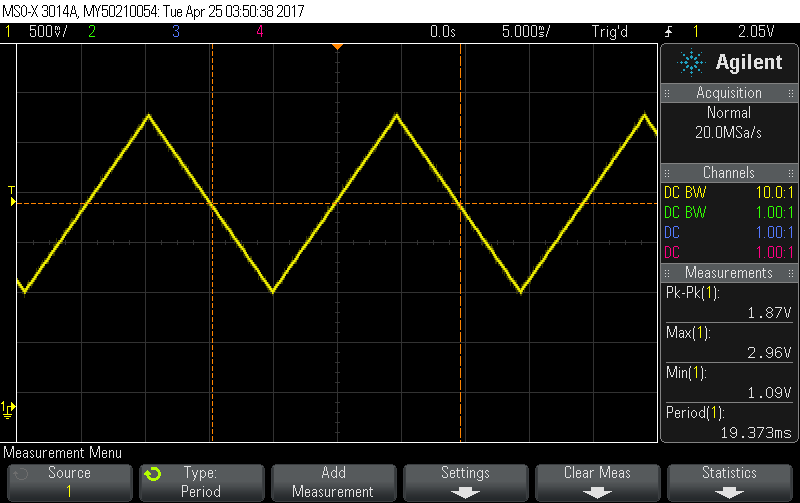 MSO-X 3014A, MY50210054: Tue Apr 25 03:50:38 2017
1 500mV/ 2 3 4 0.0s 5.000ms/ Trig'd 1 2.05V
Agilent
Acquisition
Normal
20.0MSa/s
Channels
DC BW 10.0:1
DC BW 1.00:1
DC 1.00:1
DC 1.00:1
Measurements
Pk-Pk(1):
1.87V
Max(1):
2.96V
Min(1):
1.09V
Period(1):
19.373ms
T
1
Measurement Menu
Source
1
Type:
Period
Add
Measurement
Settings
Clear Meas
Statistics